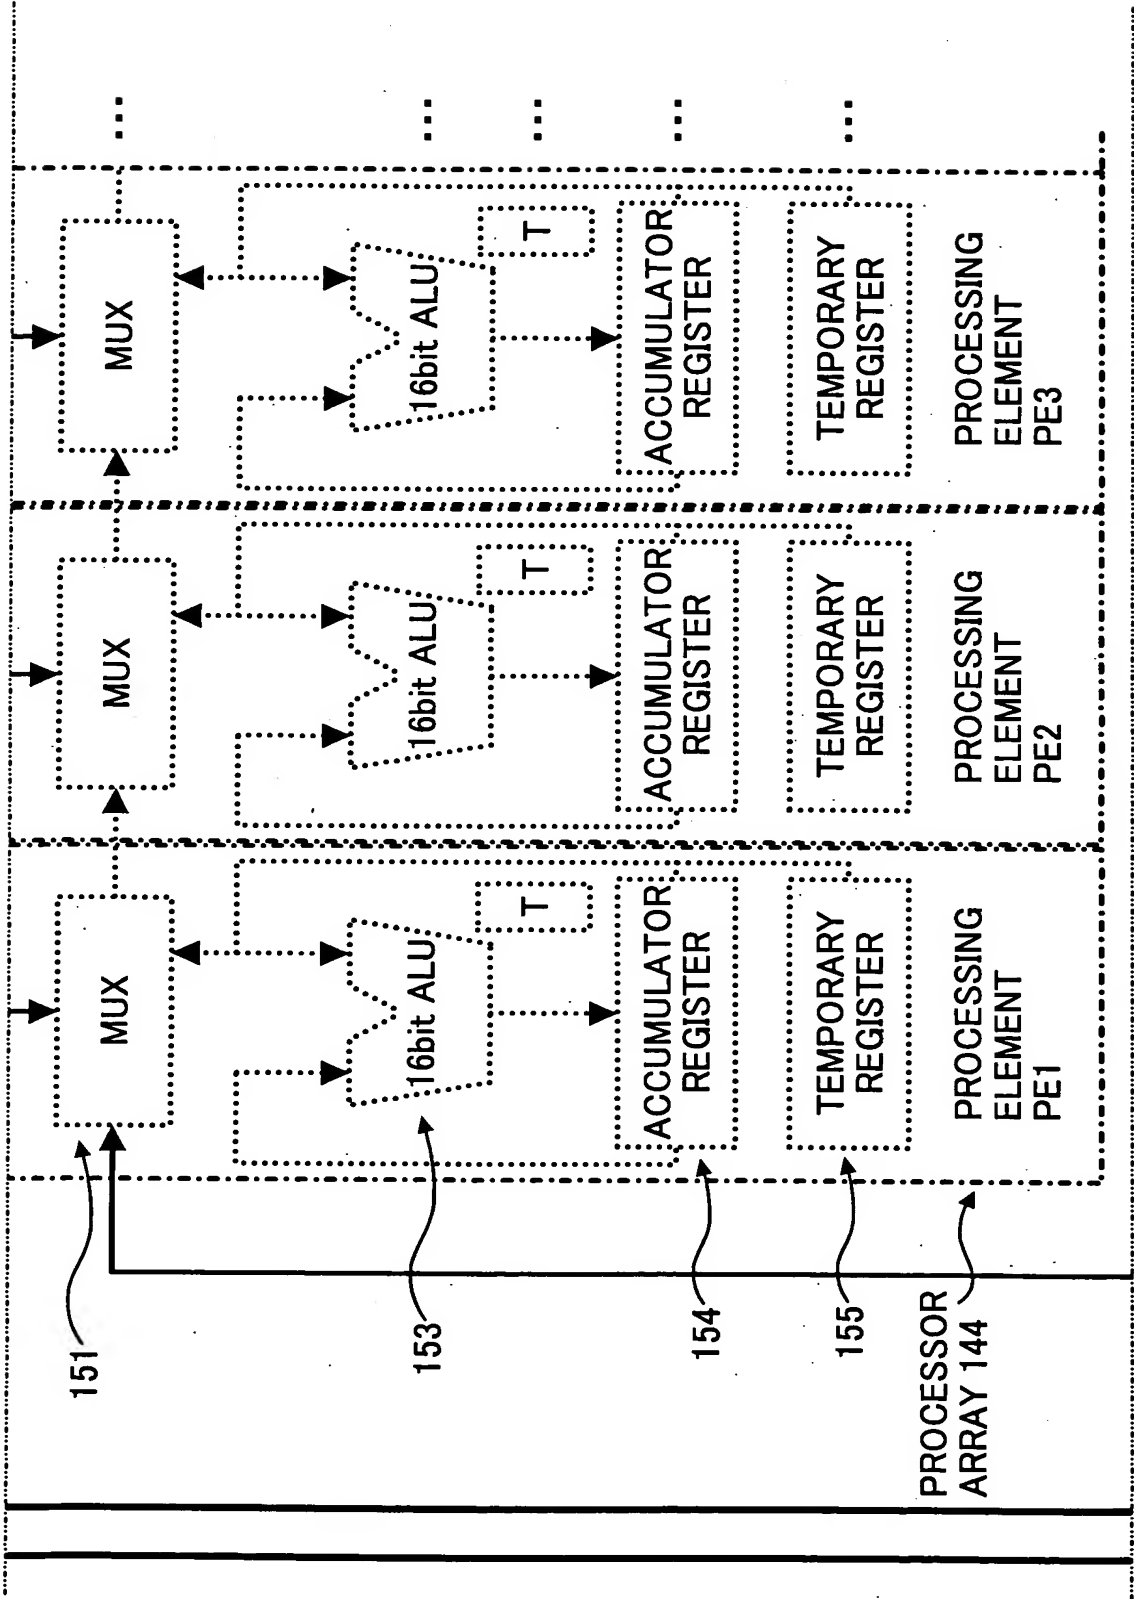 151
MUX
MUX
MUX
...
153
16bit ALU
16bit ALU
16bit ALU
...
T
T
T
...
154
ACCUMULATOR
REGISTER
ACCUMULATOR
REGISTER
ACCUMULATOR
REGISTER
...
155
TEMPORARY
REGISTER
TEMPORARY
REGISTER
TEMPORARY
REGISTER
...
PROCESSOR
ARRAY 144
PROCESSING
ELEMENT
PE1
PROCESSING
ELEMENT
PE2
PROCESSING
ELEMENT
PE3